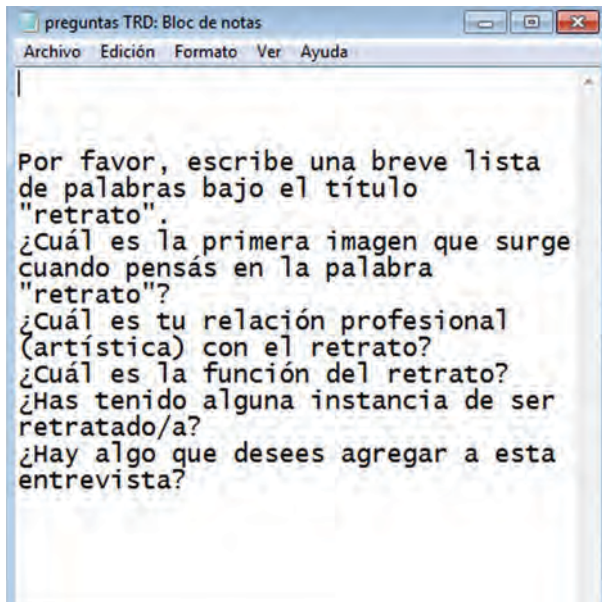 preguntas TRD: Bloc de notas
Archivo Edición Formato Ver Ayuda
Por favor, escribe una breve lista
de palabras bajo el título
"retrato".
¿Cuál es la primera imagen que surge
cuando pensás en la palabra
"retrato"?
¿Cuál es tu relación profesional
(artística) con el retrato?
¿Cuál es la función del retrato?
¿Has tenido alguna instancia de ser
retratado/a?
¿Hay algo que desees agregar a esta
entrevista?